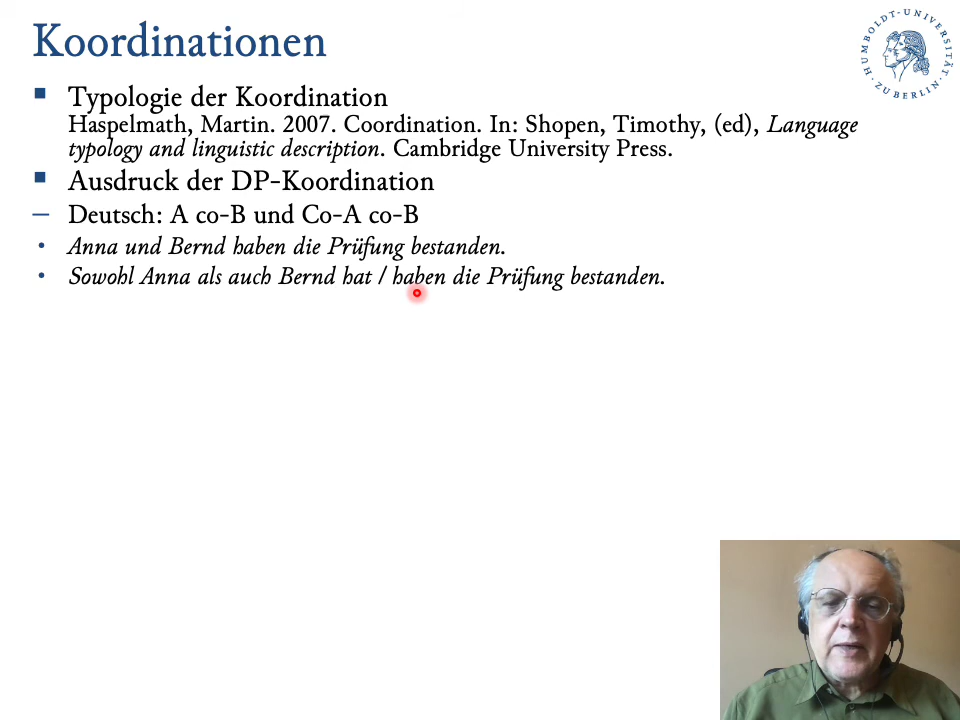 Koordinationen
HUMBOLDT-UNIVERSITÄT
ZU BERLIN
Typologie der Koordination
Haspelmath, Martin. 2007. Coordination. In: Shopen, Timothy, (ed), Language
typology and linguistic description. Cambridge University Press.
Ausdruck der DP-Koordination
– Deutsch: A co-B und Co-A co-B
• Anna und Bernd haben die Prüfung bestanden.
• Sowohl Anna als auch Bernd hat / haben die Prüfung bestanden.